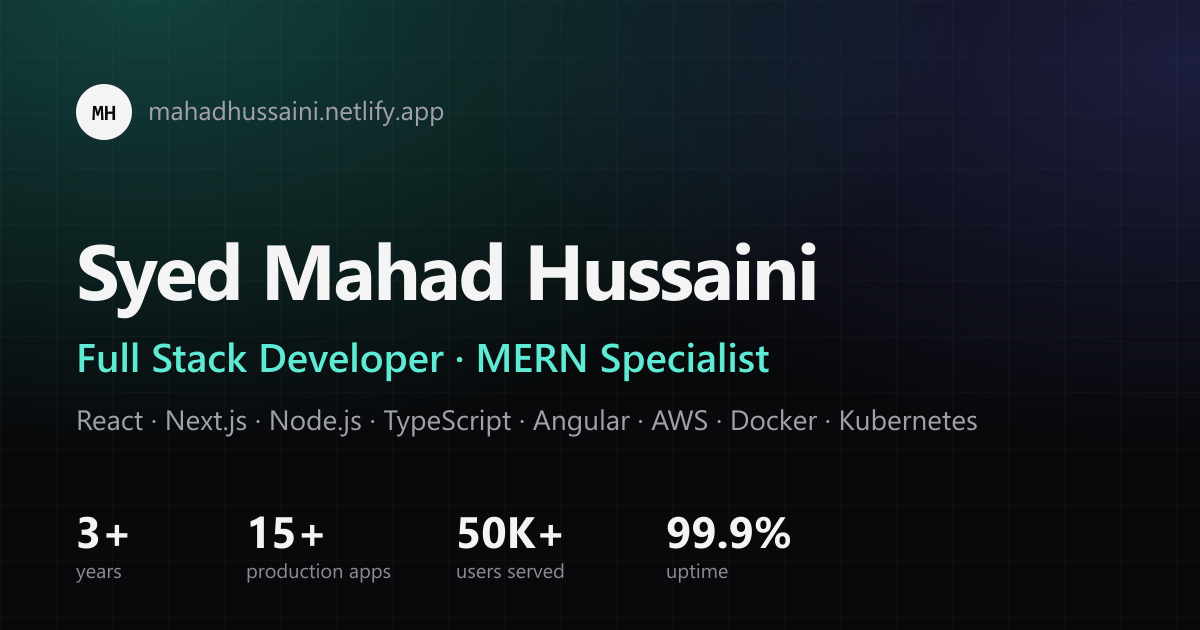 MH mahadhussaini.netlify.app
Syed Mahad Hussaini
Full Stack Developer · MERN Specialist
React · Next.js · Node.js · TypeScript · Angular · AWS · Docker · Kubernetes
3+ 15+ 50K+ 99.9%
years production apps users served uptime